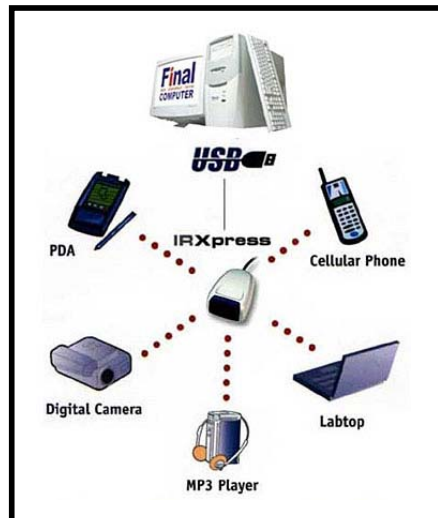 Final
COMPUTER
USB
IRXpress
PDA
Cellular Phone
Digital Camera
Labtop
MP3 Player